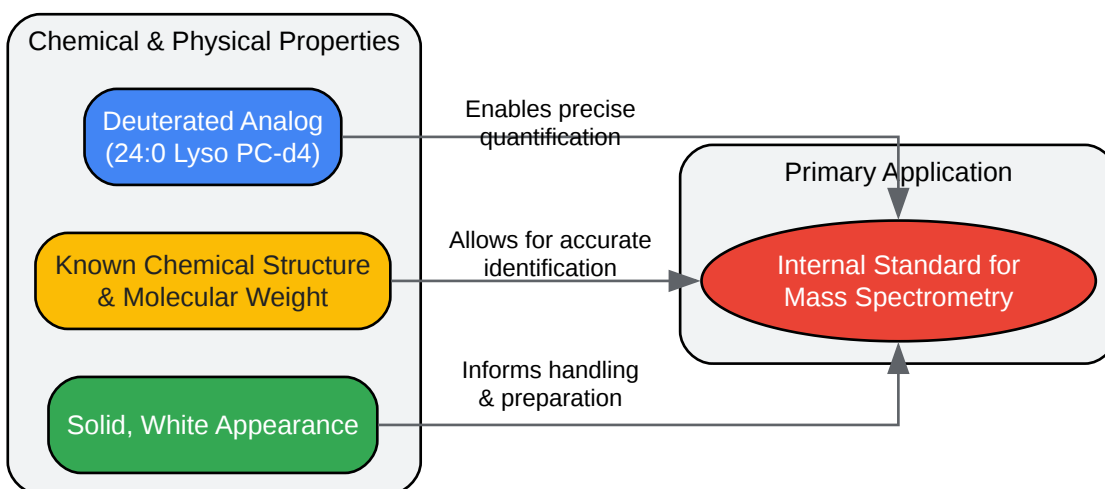 Chemical & Physical Properties
Deuterated Analog
(24:0 Lyso PC-d4)
Known Chemical Structure
& Molecular Weight
Solid, White Appearance
Enables precise
quantification
Allows for accurate
identification
Informs handling
& preparation
Primary Application
Internal Standard for
Mass Spectrometry